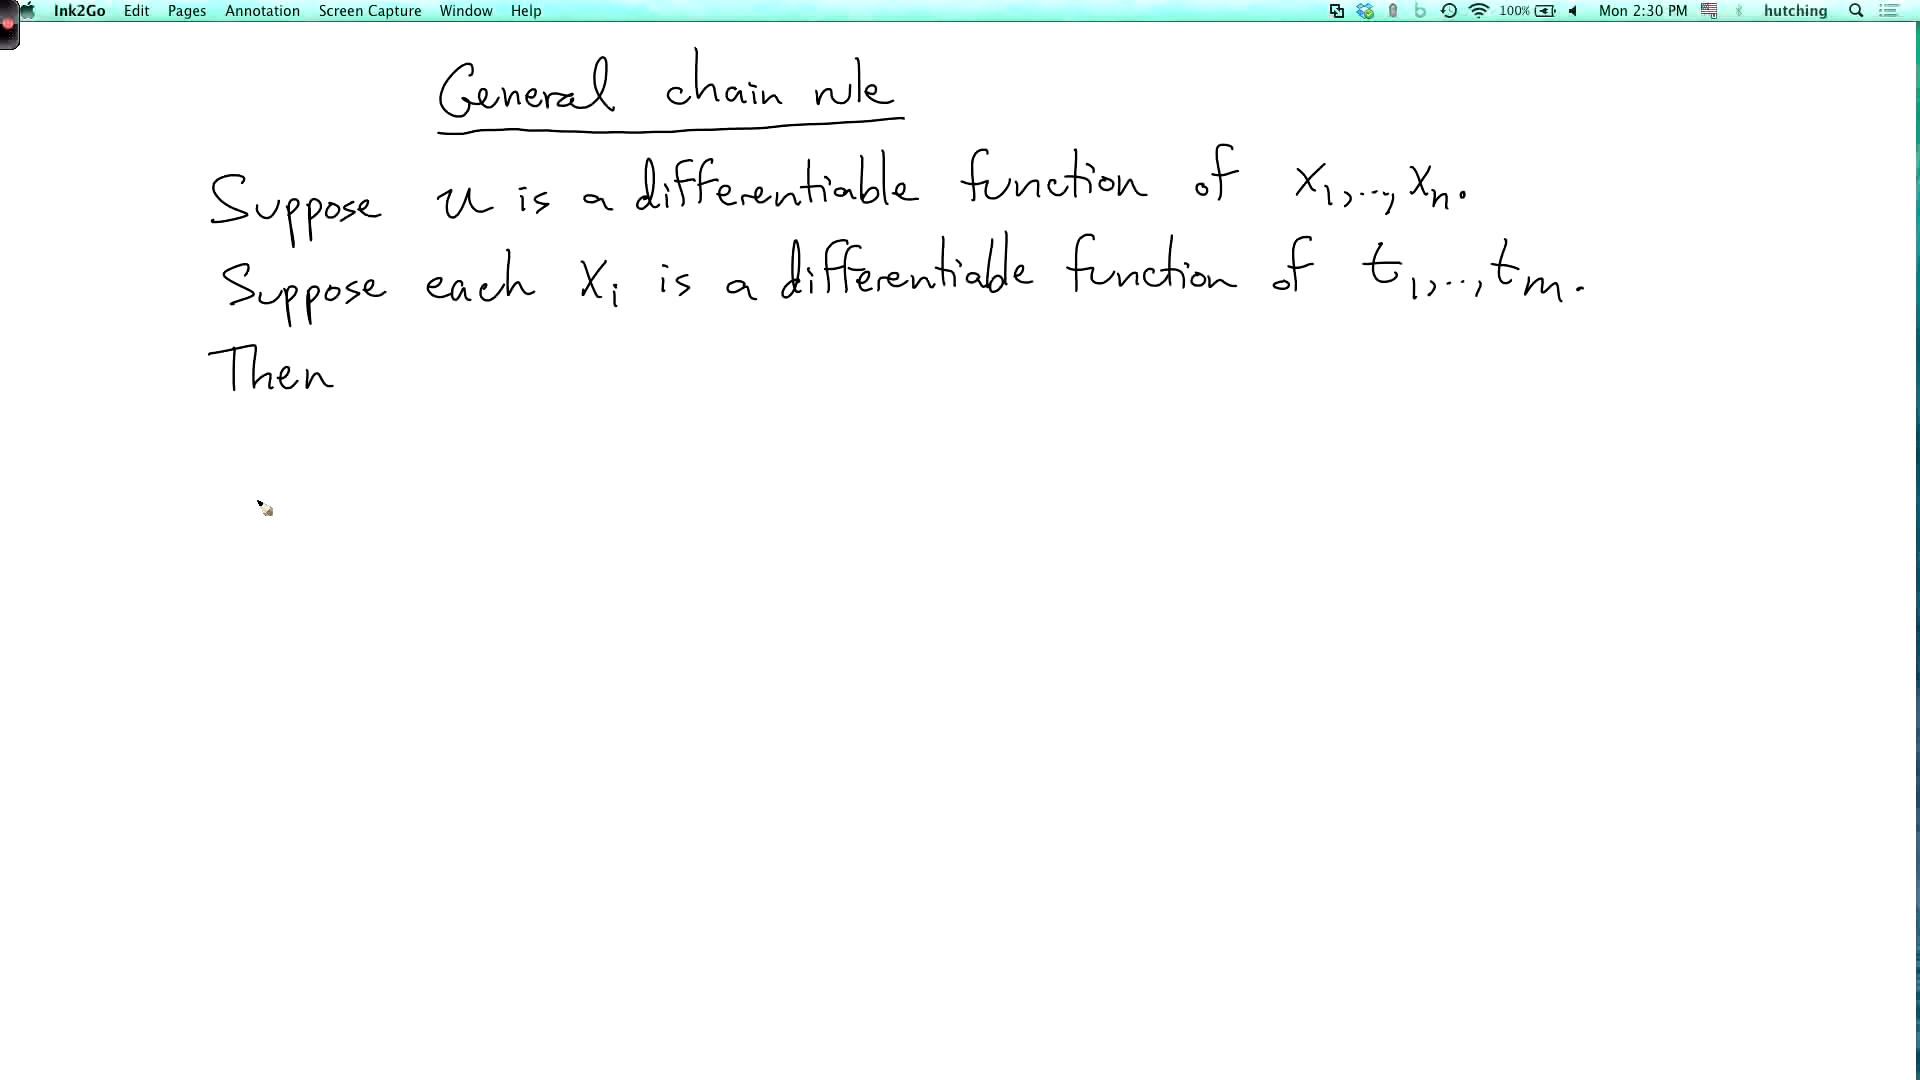 Ink2Go Edit Pages Annotation Screen Capture Window Help 100% Mon 2:30 PM hutching
General chain rule
Suppose u is a differentiable function of x₁,...,xₙ.
Suppose each xᵢ is a differentiable function of t₁,...,tₘ.
Then